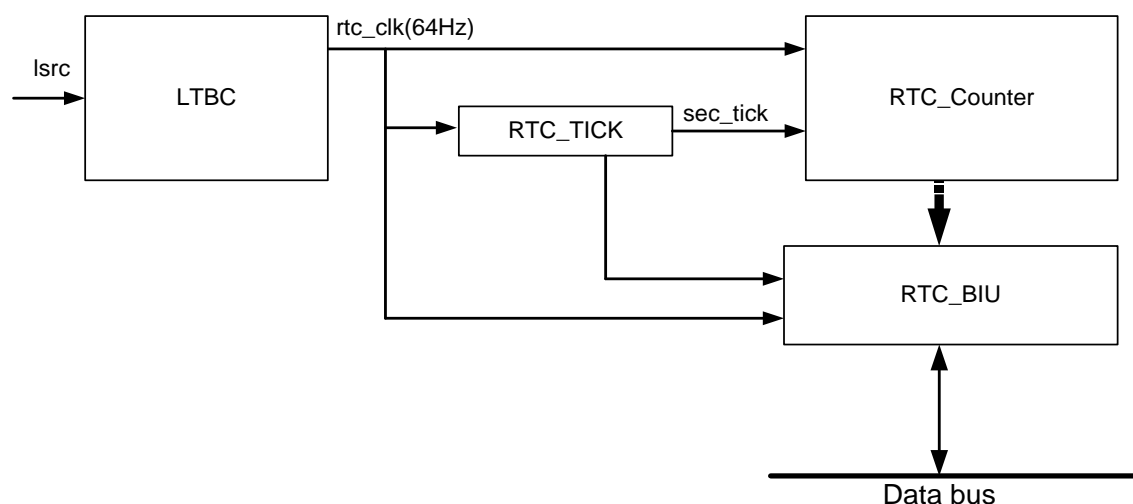 rtc_clk(64Hz)
lsrc
LTBC
RTC_Counter
RTC_TICK
sec_tick
RTC_BIU
Data bus